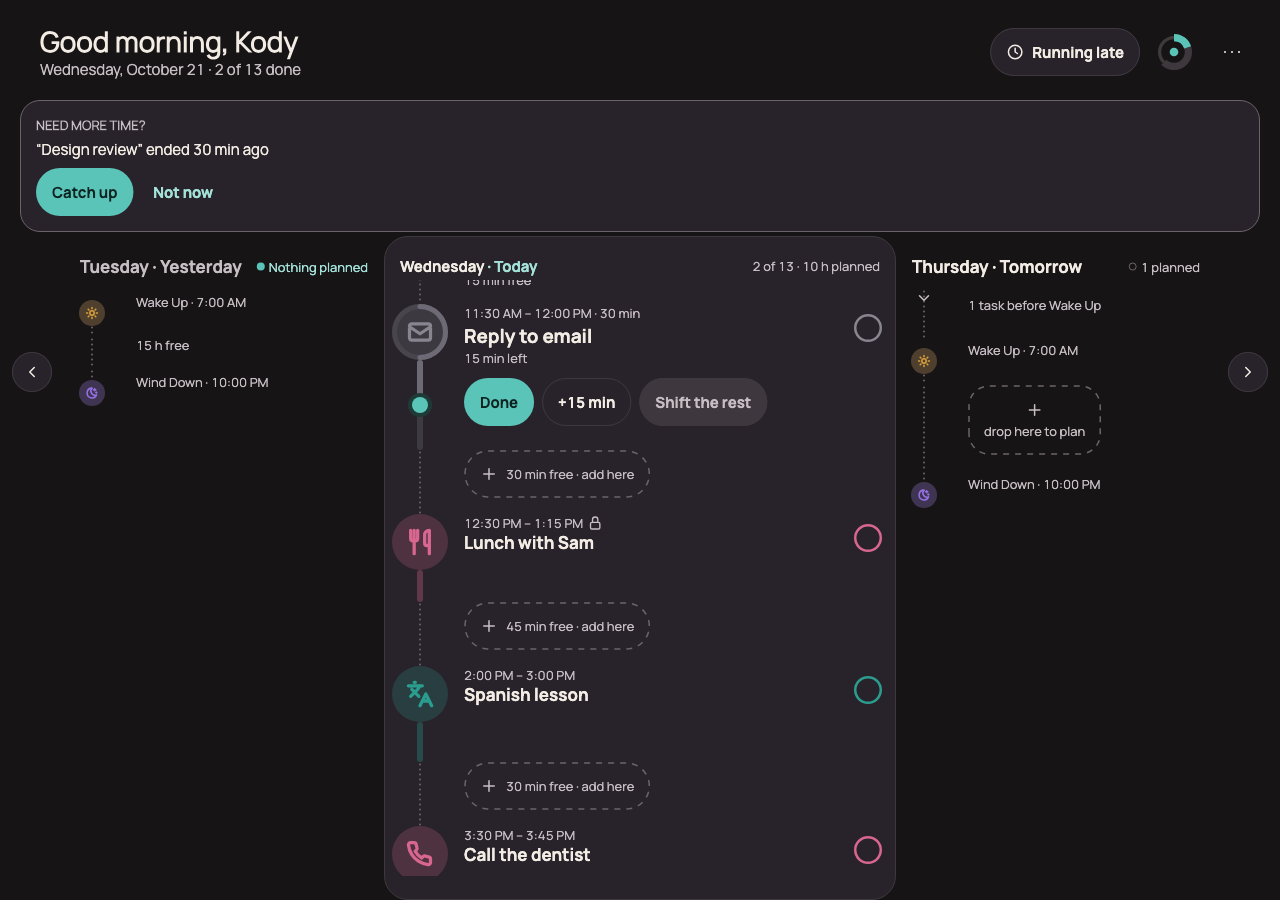 Good morning, Kody
Wednesday, October 21 · 2 of 13 done
Running late
NEED MORE TIME?
“Design review” ended 30 min ago
Catch up
Not now
Tuesday · Yesterday
Nothing planned
Wake Up · 7:00 AM
15 h free
Wind Down · 10:00 PM
Wednesday · Today
2 of 13 · 10 h planned
15 min free
11:30 AM – 12:00 PM · 30 min
Reply to email
15 min left
Done
+15 min
Shift the rest
30 min free · add here
12:30 PM – 1:15 PM
Lunch with Sam
45 min free · add here
2:00 PM – 3:00 PM
Spanish lesson
30 min free · add here
3:30 PM – 3:45 PM
Call the dentist
Thursday · Tomorrow
1 planned
1 task before Wake Up
Wake Up · 7:00 AM
drop here to plan
Wind Down · 10:00 PM